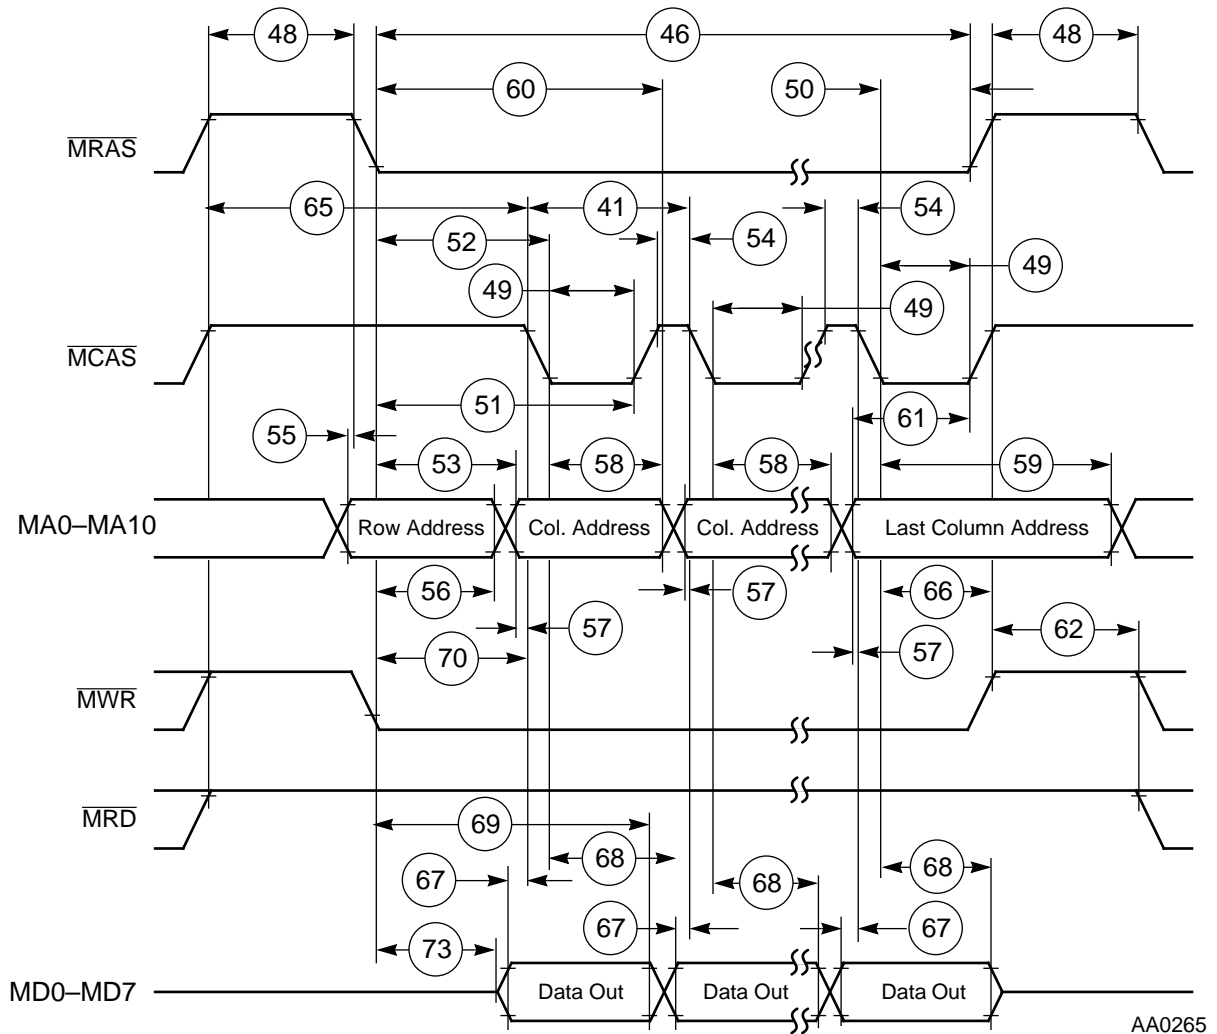 48 46 48
60 50
MRAS
65 41 54
52 54
49 49
49
MCAS
51 61
55
53 58 58 59
MA0–MA10 Row Address Col. Address Col. Address Last Column Address
56 57 66
57 62
70 57
MWR
MRD
69
68 68
67 68
67 67
73
MD0–MD7 Data Out Data Out Data Out
AA0265